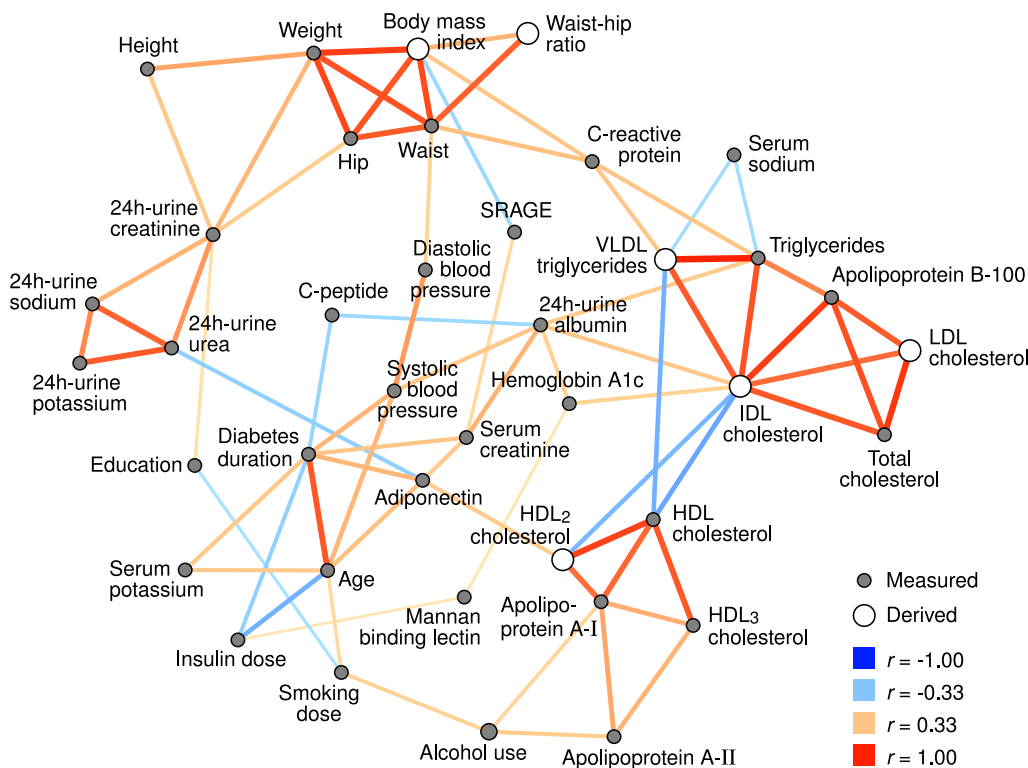 Height
Weight
Body mass
index
Waist-hip
ratio
Hip
Waist
C-reactive
protein
Serum
sodium
24h-urine
creatinine
SRAGE
Diastolic
blood
pressure
VLDL
triglycerides
Triglycerides
Apolipoprotein B-100
24h-urine
sodium
24h-urine
urea
C-peptide
24h-urine
albumin
LDL
cholesterol
24h-urine
potassium
Systolic
blood
pressure
Hemoglobin A1c
IDL
cholesterol
Education
Diabetes
duration
Serum
creatinine
Total
cholesterol
Adiponectin
HDL2
cholesterol
HDL
cholesterol
Serum
potassium
Age
Mannan
binding lectin
Apolipo-
protein A-I
HDL3
cholesterol
Insulin dose
Smoking
dose
Alcohol use
Apolipoprotein A-II
Measured
Derived
r = -1.00
r = -0.33
r = 0.33
r = 1.00